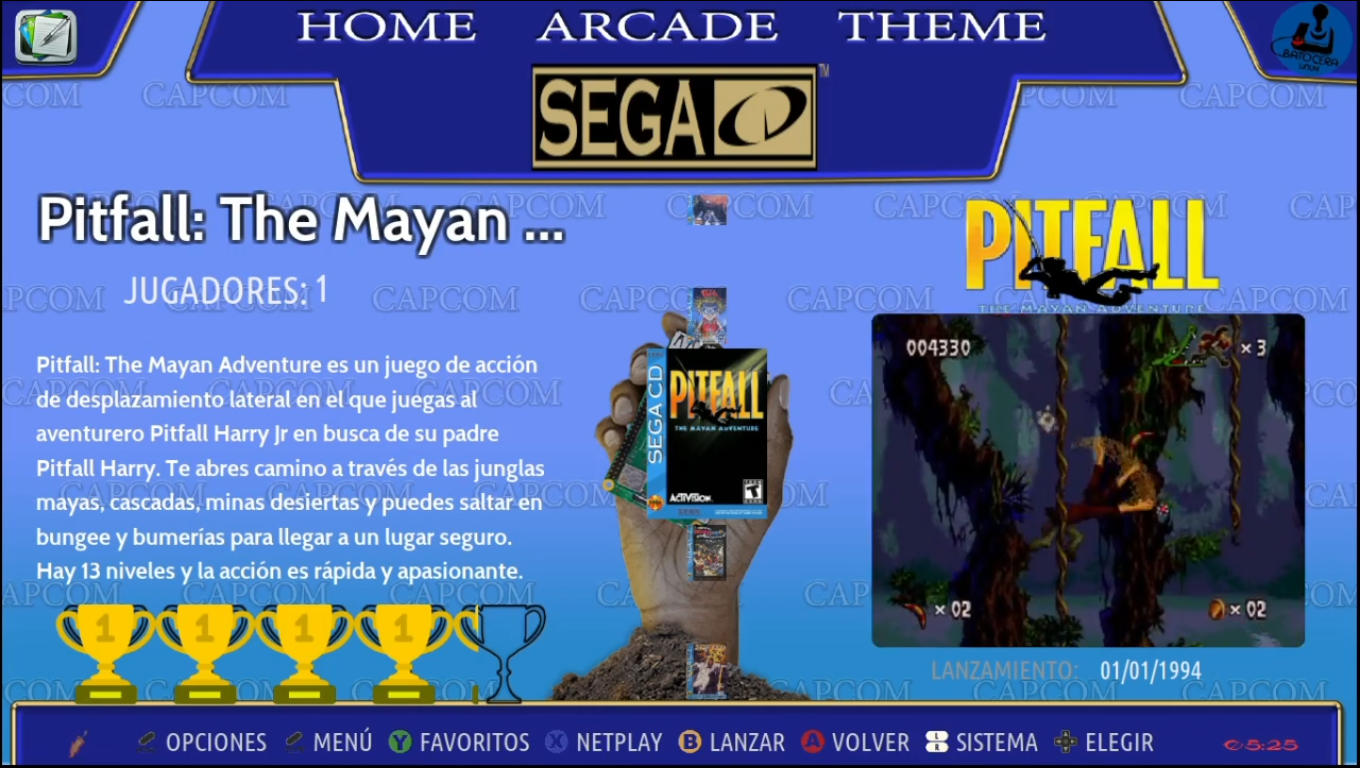 HOME ARCADE THEME
BATOCERA
LINUX
SEGA
TM
CAPCOM
Pitfall: The Mayan ...
JUGADORES: 1
PITFALL
THE MAYAN ADVENTURE
004330
× 3
× 02
× 02
Pitfall: The Mayan Adventure es un juego de acción
de desplazamiento lateral en el que juegas al
aventurero Pitfall Harry Jr en busca de su padre
Pitfall Harry. Te abres camino a través de las junglas
mayas, cascadas, minas desiertas y puedes saltar en
bungee y bumerías para llegar a un lugar seguro.
Hay 13 niveles y la acción es rápida y apasionante.
1 1 1 1
SEGA CD
PITFALL
THE MAYAN ADVENTURE
ACTIVISION
T
LANZAMIENTO: 01/01/1994
OPCIONES MENÚ Y FAVORITOS X NETPLAY B LANZAR A VOLVER L R SISTEMA ELEGIR
5:25